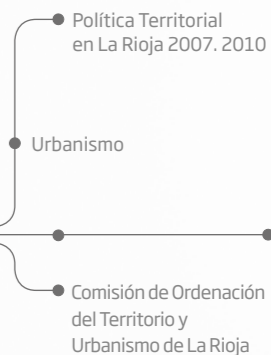 Política Territorial
en La Rioja 2007. 2010
Urbanismo
Comisión de Ordenación
del Territorio y
Urbanismo de La Rioja